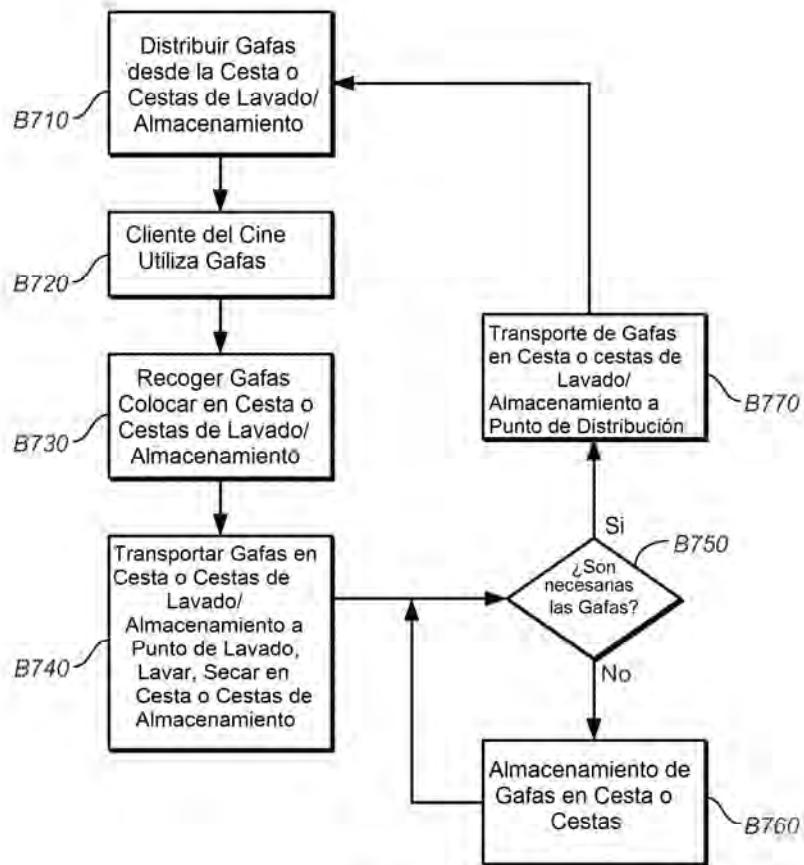 Distribuir Gafas
desde la Cesta o
Cestas de Lavado/
Almacenamiento
B710
Cliente del Cine
Utiliza Gafas
B720
Recoger Gafas
Colocar en Cesta o
Cestas de Lavado/
Almacenamiento
B730
Transportar Gafas en
Cesta o Cestas de
Lavado/
Almacenamiento a
Punto de Lavado,
Lavar, Secar en
Cesta o Cestas de
Almacenamiento
B740
Transporte de Gafas
en Cesta o cestas de
Lavado/
Almacenamiento a
Punto de Distribución
B770
Si
¿Son
necesarias
las Gafas?
B750
No
Almacenamiento de
Gafas en Cesta o
Cestas
B760